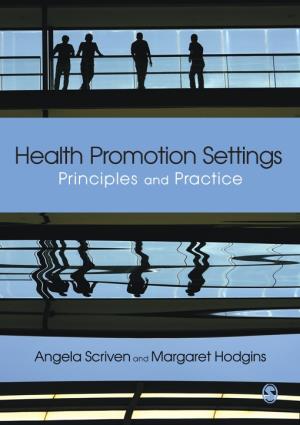 Health Promotion Settings
Principles and Practice
Angela Scriven and Margaret Hodgins